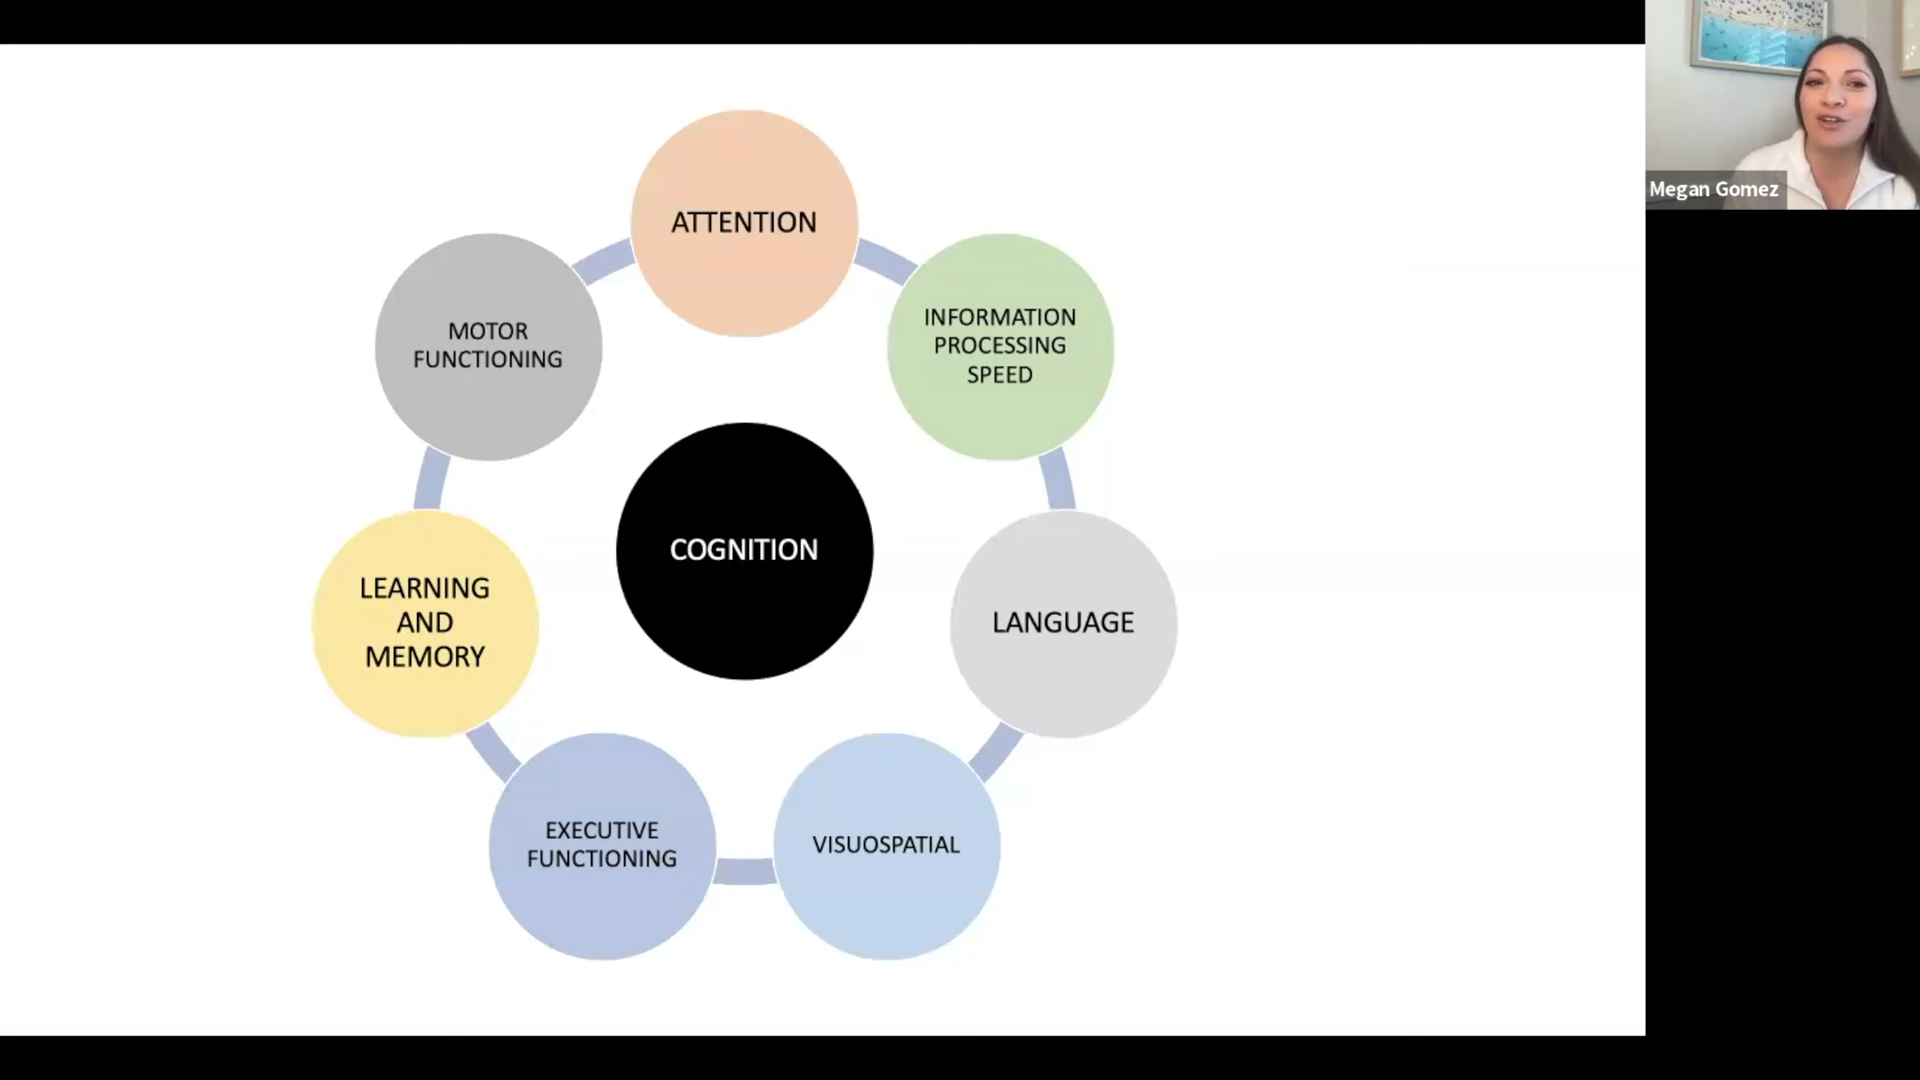 ATTENTION
INFORMATION
PROCESSING
SPEED
LANGUAGE
VISUOSPATIAL
EXECUTIVE
FUNCTIONING
LEARNING
AND
MEMORY
MOTOR
FUNCTIONING
COGNITION
Megan Gomez